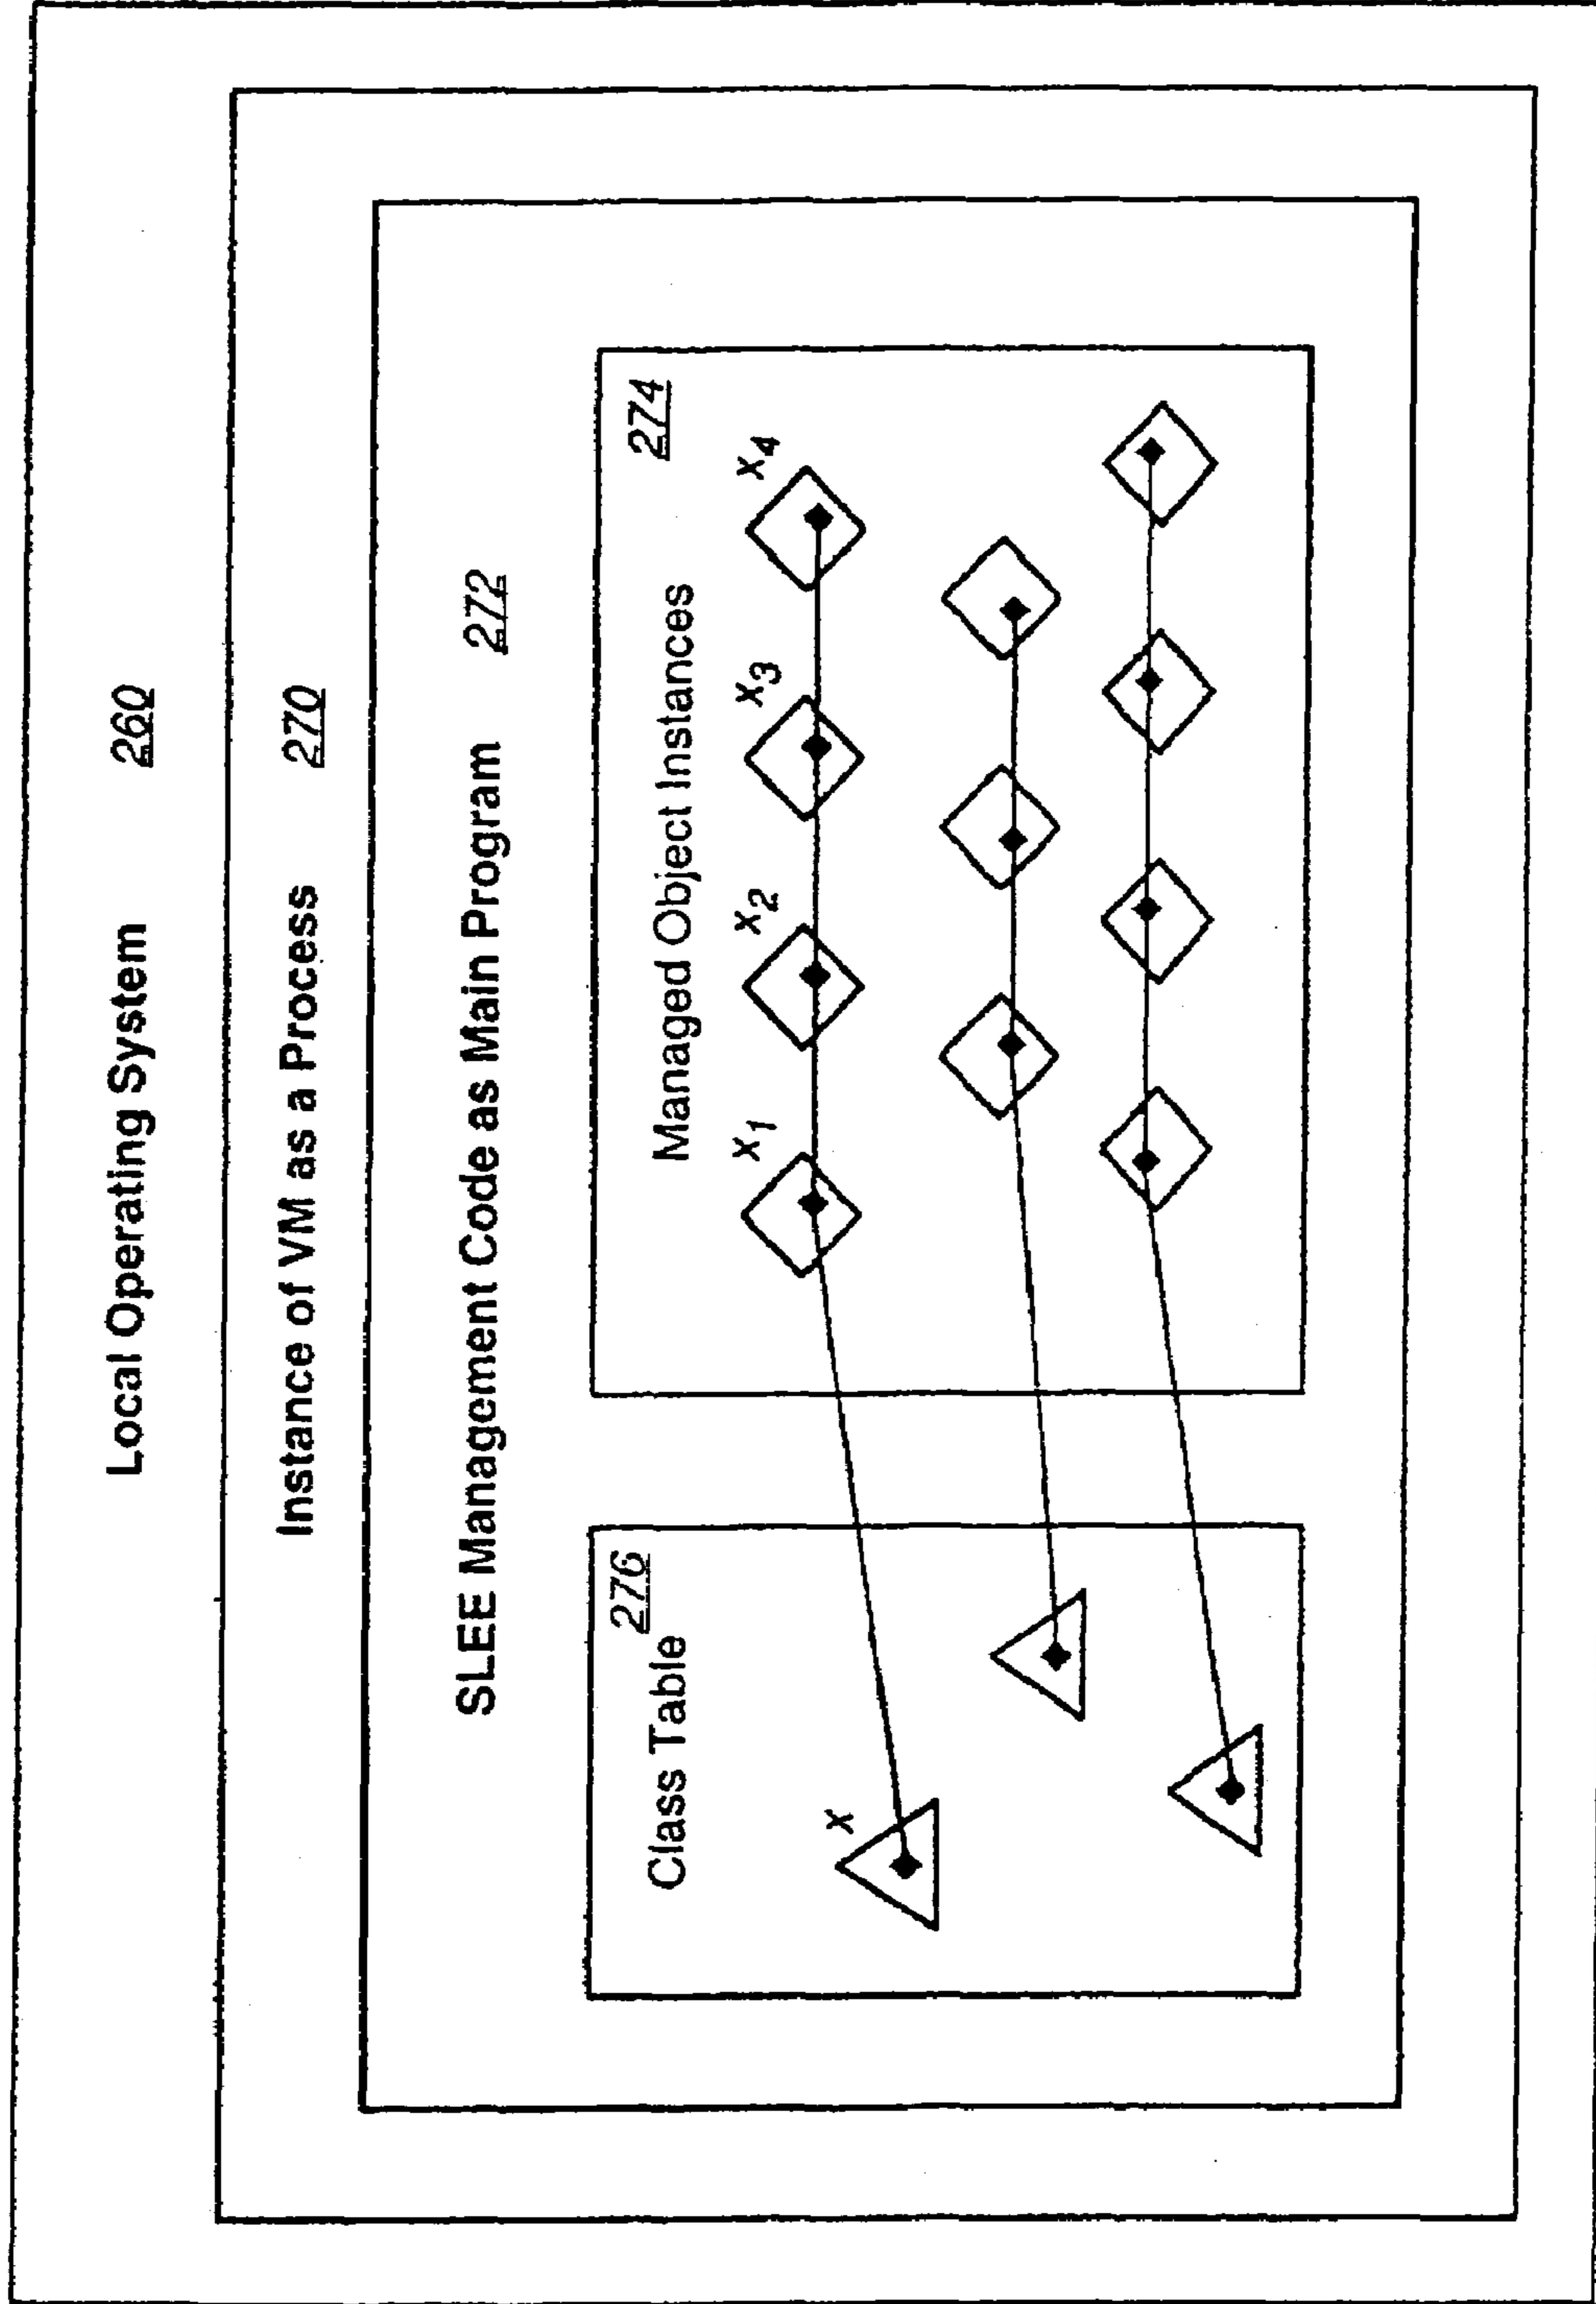 Local Operating System 260
Instance of VM as a Process 270
SLEE Management Code as Main Program 272
Class Table 276
x
Managed Object Instances 274
x1 x2 x3 x4